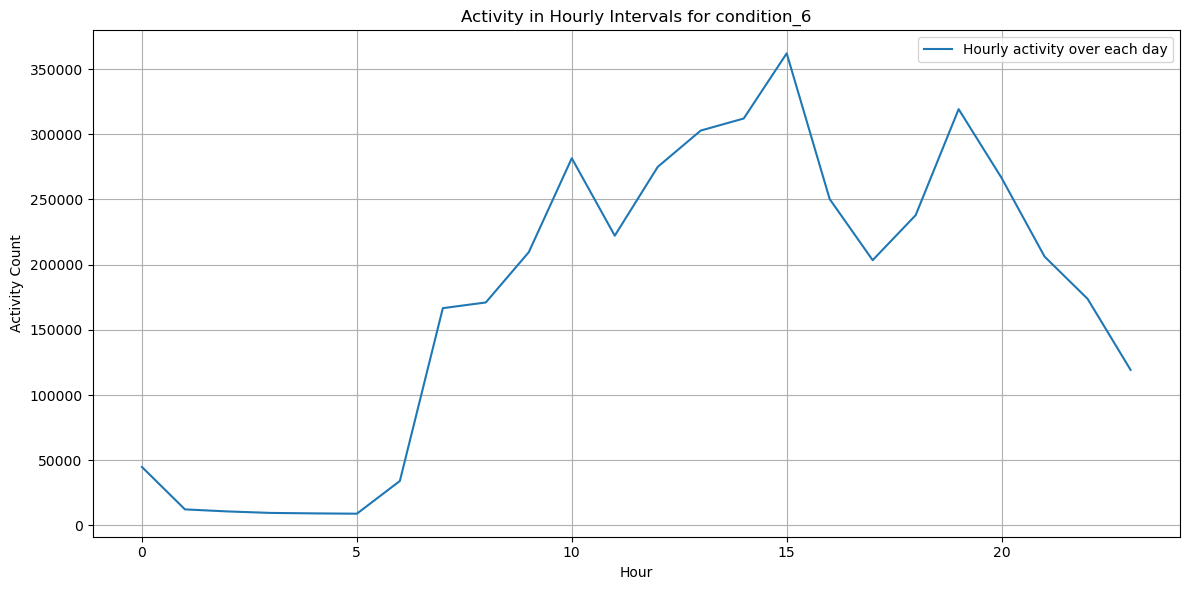 Activity in Hourly Intervals for condition_6
Hourly activity over each day
Activity Count
350000
300000
250000
200000
150000
100000
50000
0
0 5 10 15 20
Hour